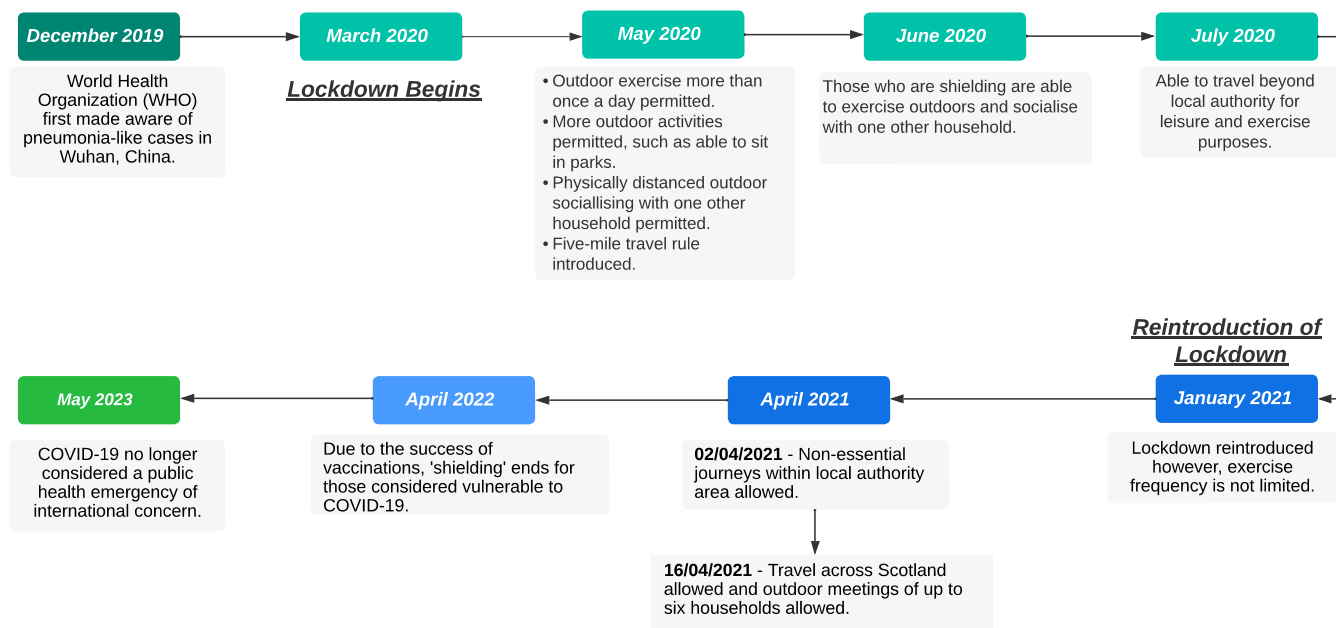 December 2019
March 2020
May 2020
June 2020
July 2020
World Health
Organization (WHO)
first made aware of
pneumonia-like cases in
Wuhan, China.
Lockdown Begins
• Outdoor exercise more than
once a day permitted.
• More outdoor activities
permitted, such as able to sit
in parks.
• Physically distanced outdoor
sociallising with one other
household permitted.
• Five-mile travel rule
introduced.
Those who are shielding are able
to exercise outdoors and socialise
with one other household.
Able to travel beyond
local authority for
leisure and exercise
purposes.
Reintroduction of
Lockdown
May 2023
April 2022
April 2021
January 2021
COVID-19 no longer
considered a public
health emergency of
international concern.
Due to the success of
vaccinations, 'shielding' ends for
those considered vulnerable to
COVID-19.
02/04/2021 - Non-essential
journeys within local authority
area allowed.
16/04/2021 - Travel across Scotland
allowed and outdoor meetings of up to
six households allowed.
Lockdown reintroduced
however, exercise
frequency is not limited.